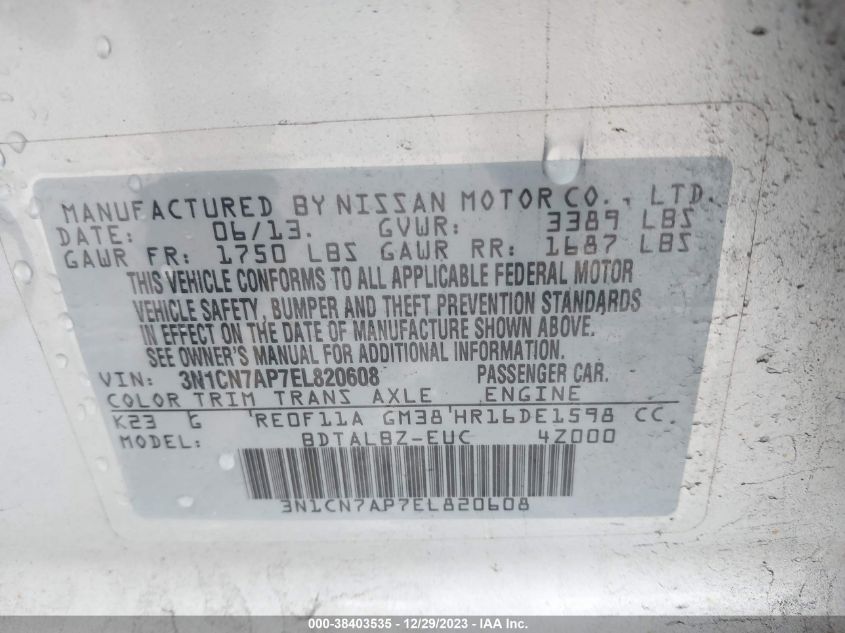 MANUFACTURED BY NISSAN MOTOR CO., LTD.
DATE: 06/13. GVWR: 3389 LBS
GAWR FR: 1750 LBS GAWR RR: 1687 LBS
THIS VEHICLE CONFORMS TO ALL APPLICABLE FEDERAL MOTOR
VEHICLE SAFETY, BUMPER AND THEFT PREVENTION STANDARDS
IN EFFECT ON THE DATE OF MANUFACTURE SHOWN ABOVE.
SEE OWNER'S MANUAL FOR ADDITIONAL INFORMATION.
VIN: 3N1CN7AP7EL820608 PASSENGER CAR.
COLOR TRIM TRANS AXLE ENGINE
K23 G 'RE0F11A GM38'HR16DE1598 CC.
MODEL: BDTALBZ-EUC 4Z000
3N1CN7AP7EL820608
000-38403535 - 12/29/2023 - IAA Inc.